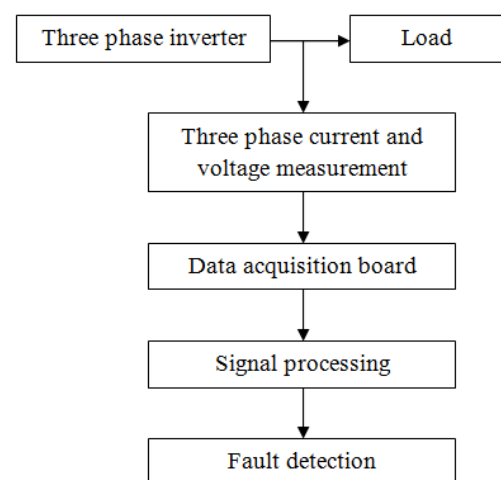 Three phase inverter
Load
Three phase current and
voltage measurement
Data acquisition board
Signal processing
Fault detection